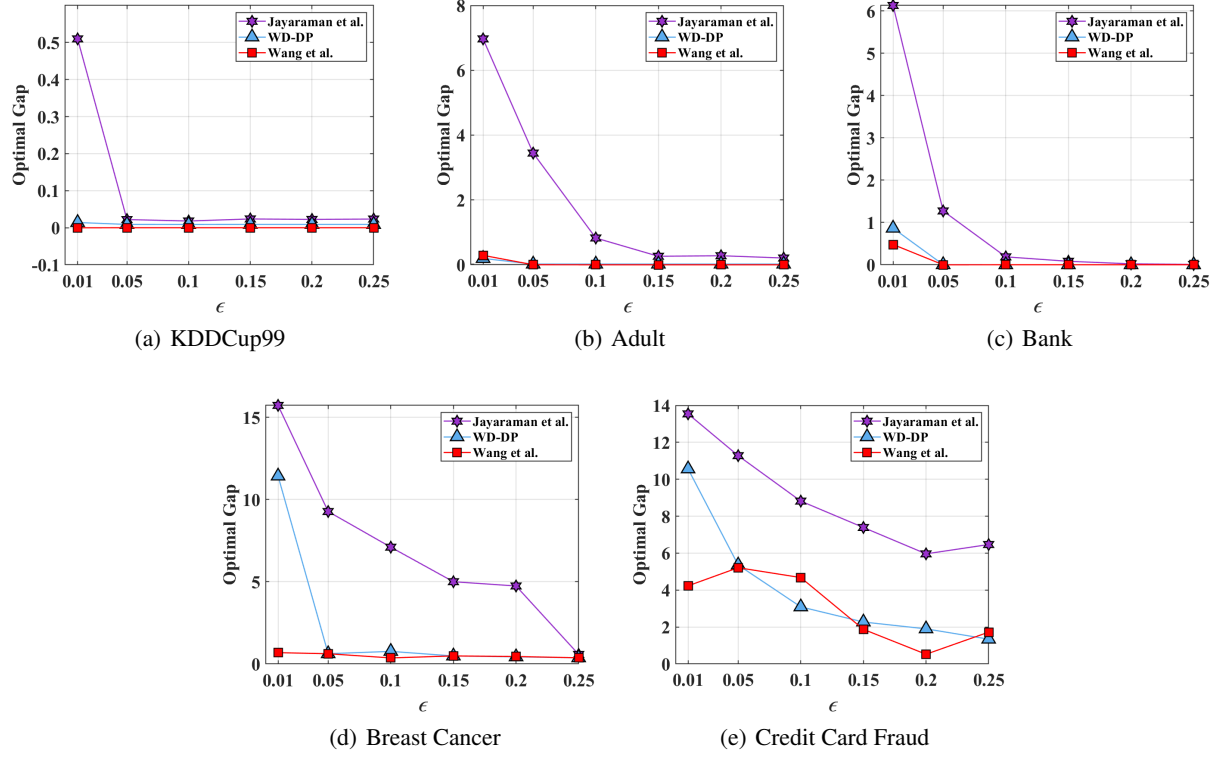 Jayaraman et al.
WD-DP
Wang et al.
Optimal Gap
0.5
0.4
0.3
0.2
0.1
0
-0.1
0.01 0.05 0.1 0.15 0.2 0.25
ϵ
(a) KDDCup99
Jayaraman et al.
WD-DP
Wang et al.
Optimal Gap
8
6
4
2
0
0.01 0.05 0.1 0.15 0.2 0.25
ϵ
(b) Adult
Jayaraman et al.
WD-DP
Wang et al.
Optimal Gap
6
5
4
3
2
1
0
0.01 0.05 0.1 0.15 0.2 0.25
ϵ
(c) Bank
Jayaraman et al.
WD-DP
Wang et al.
Optimal Gap
15
10
5
0
0.01 0.05 0.1 0.15 0.2 0.25
ϵ
(d) Breast Cancer
Jayaraman et al.
WD-DP
Wang et al.
Optimal Gap
14
12
10
8
6
4
2
0
0.01 0.05 0.1 0.15 0.2 0.25
ϵ
(e) Credit Card Fraud